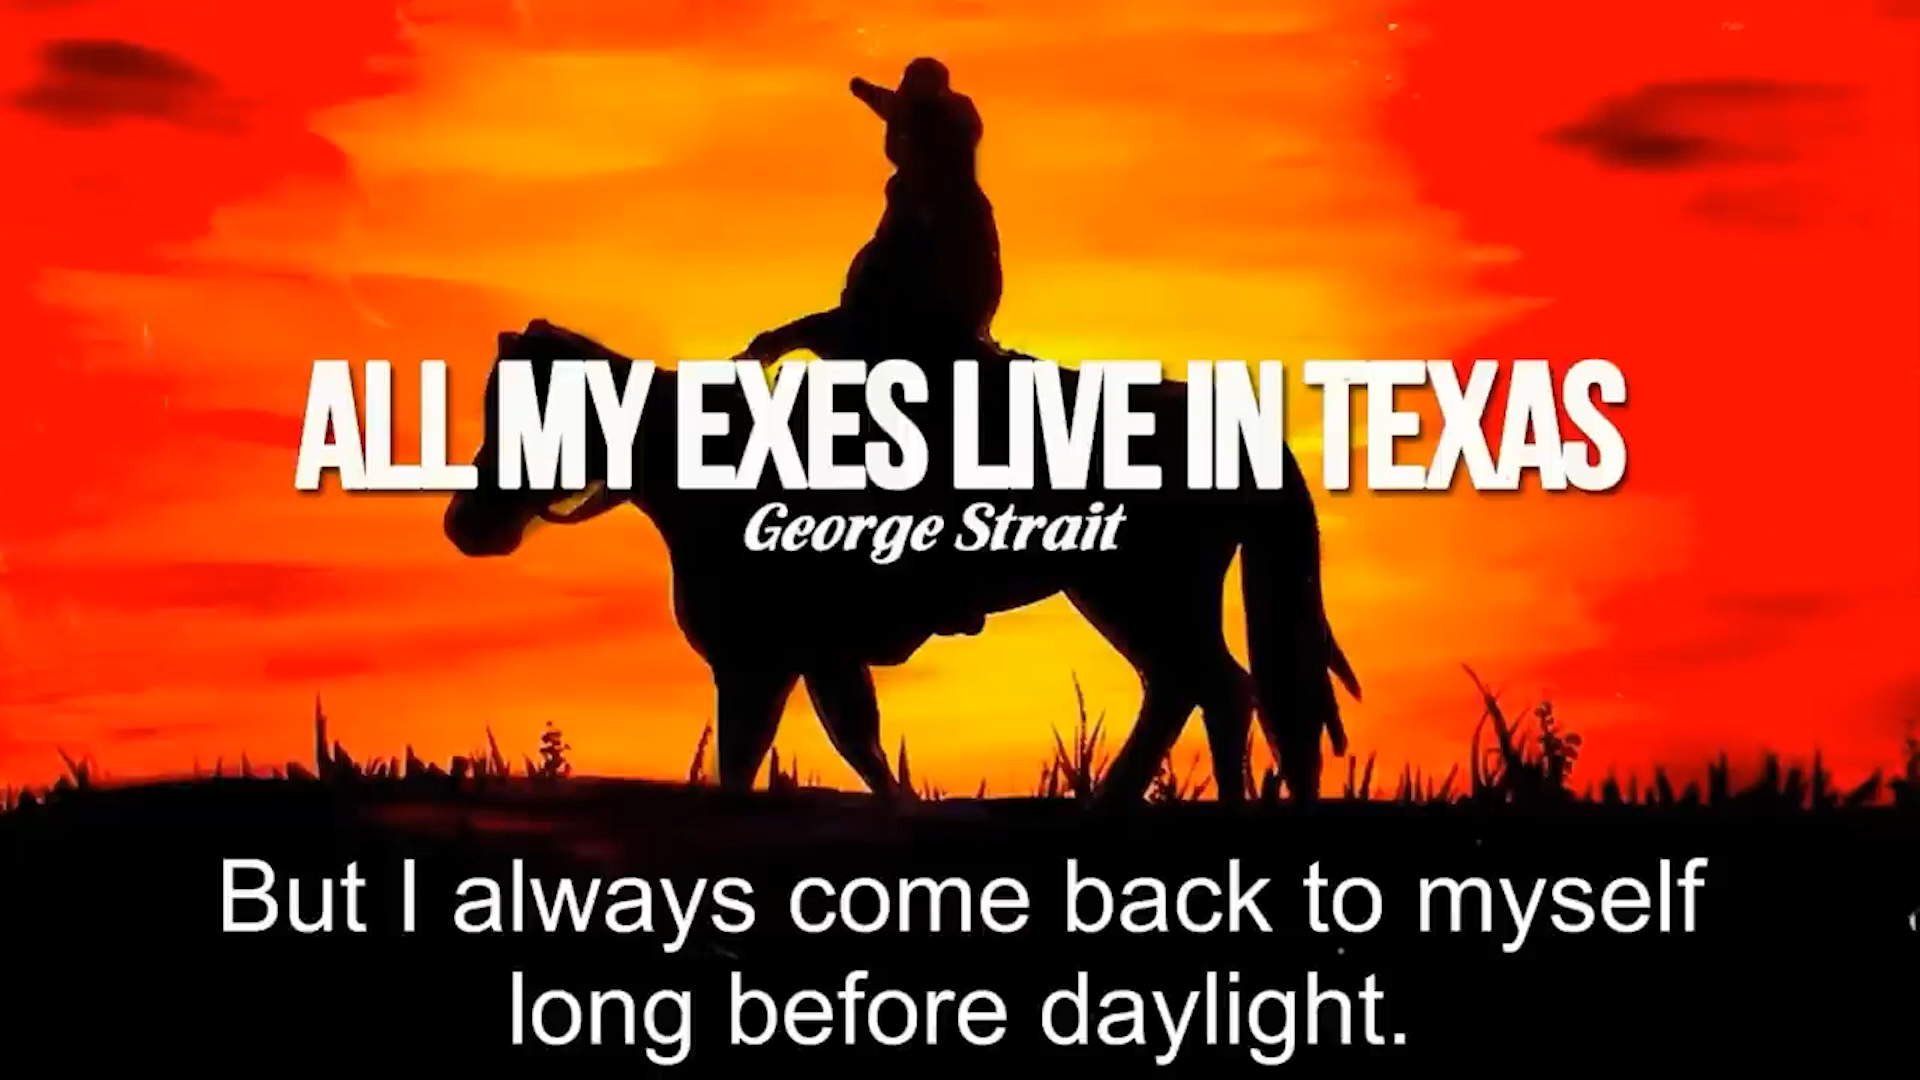 ALL MY EXES LIVE IN TEXAS
George Strait
But I always come back to myself
long before daylight.